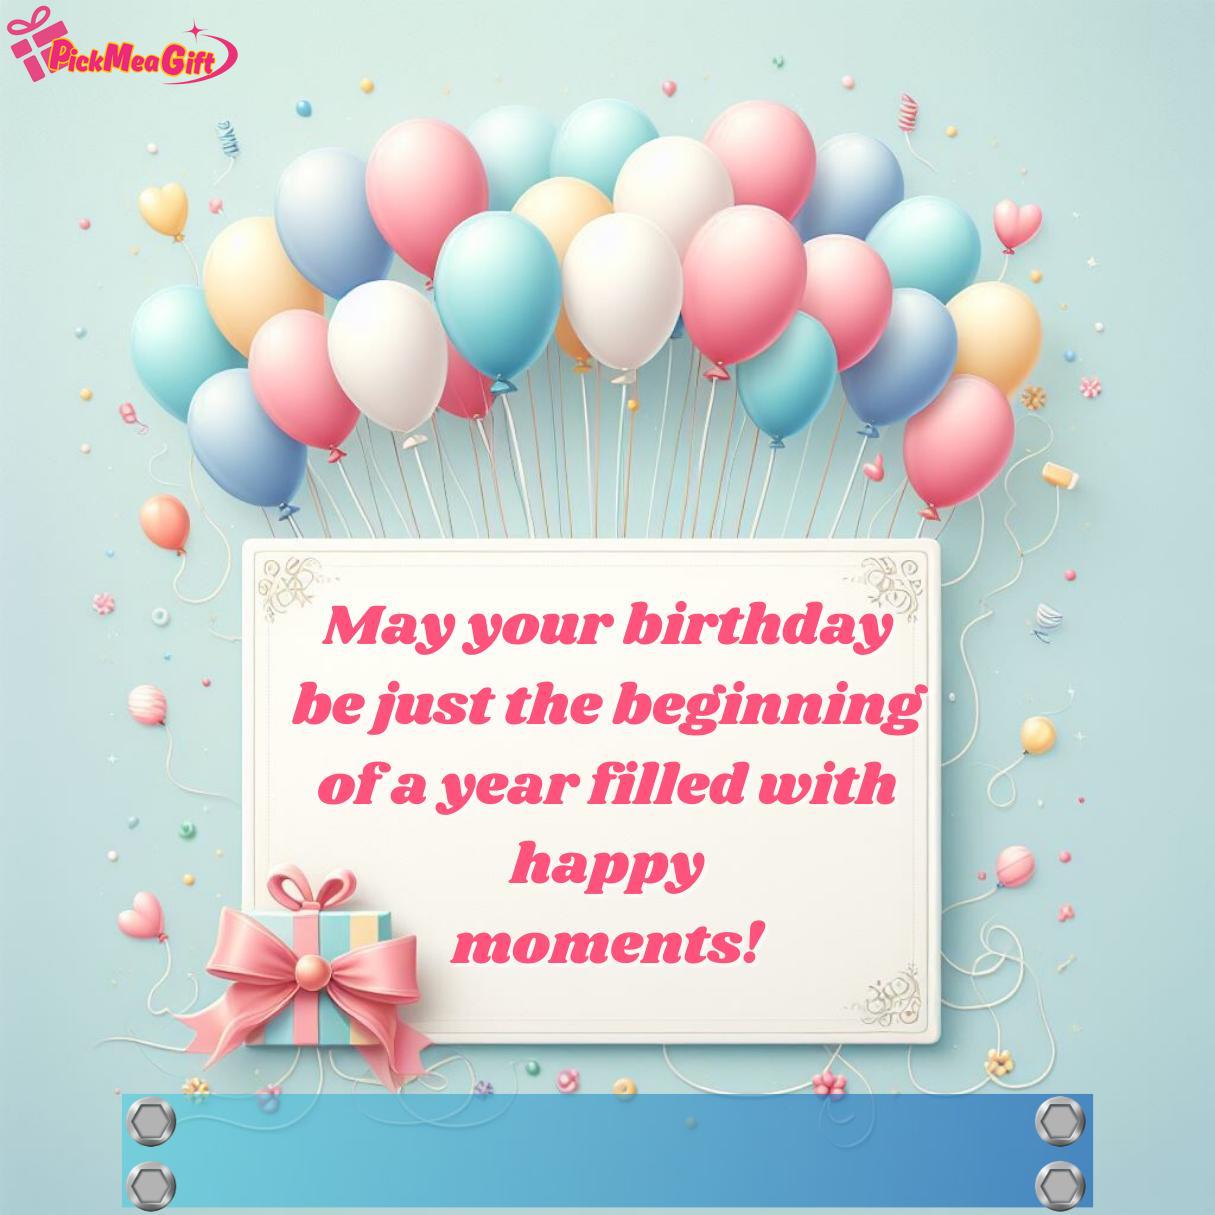 PickMeaGift
May your birthday
be just the beginning
of a year filled with
happy
moments!